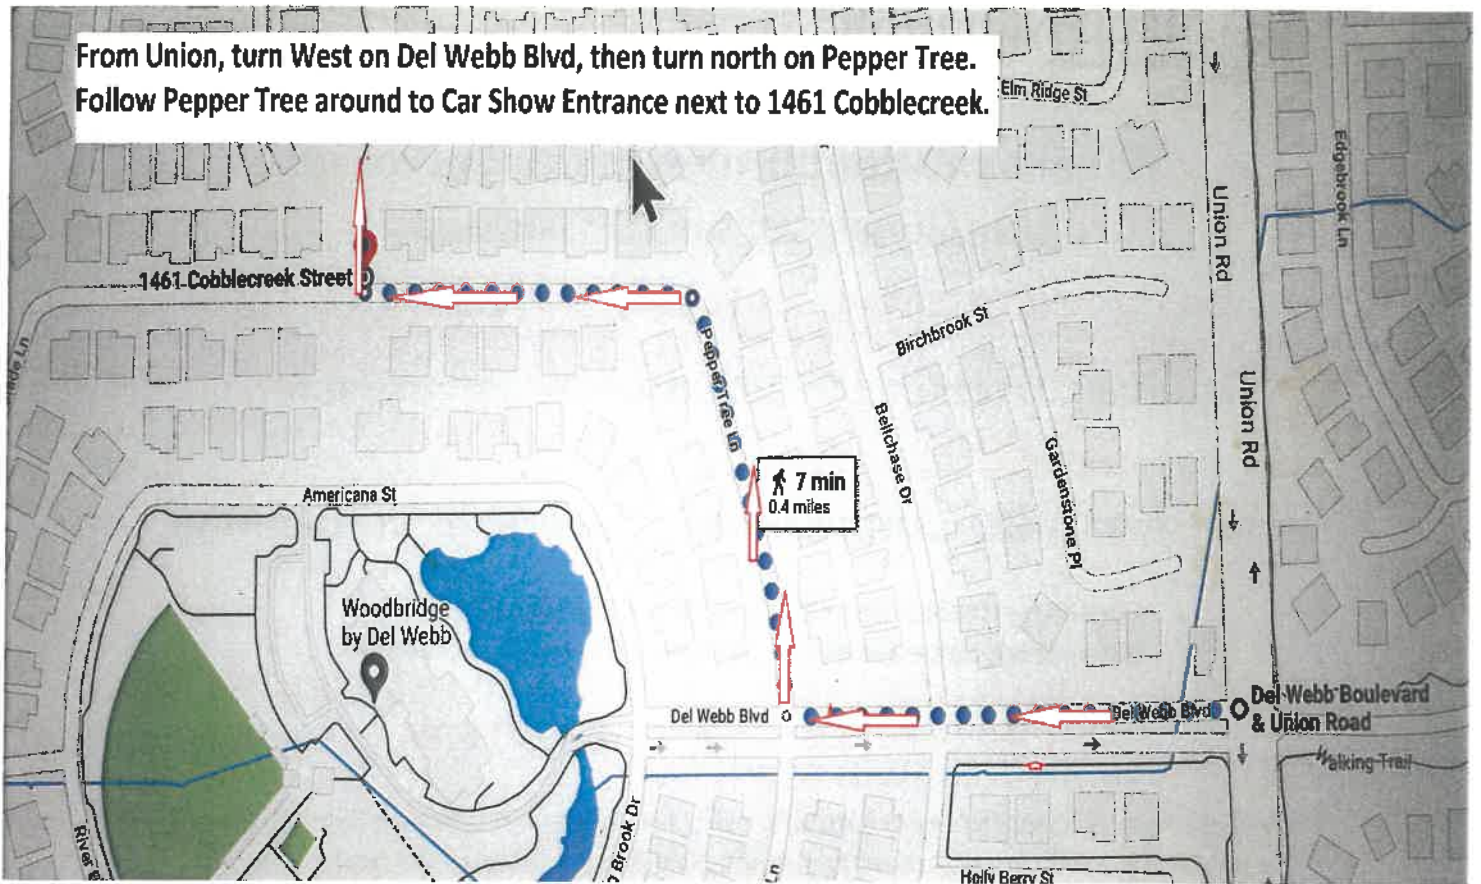 From Union, turn West on Del Webb Blvd, then turn north on Pepper Tree.
Follow Pepper Tree around to Car Show Entrance next to 1461 Cobblecreek.
Elm Ridge St
Edgebrook Ln
Union Rd
1461 Cobblecreek Street
Birchbrook St
Pepper Tree Ln
Union Rd
Bellchase Dr
Gardenstone Pl
7 min
0.4 miles
Americana St
Woodbridge
by Del Webb
Del Webb Blvd
Del Webb Blvd
Del Webb Boulevard
& Union Road
Walking Trail
River
Brook Dr
Ln
Holly Berry St